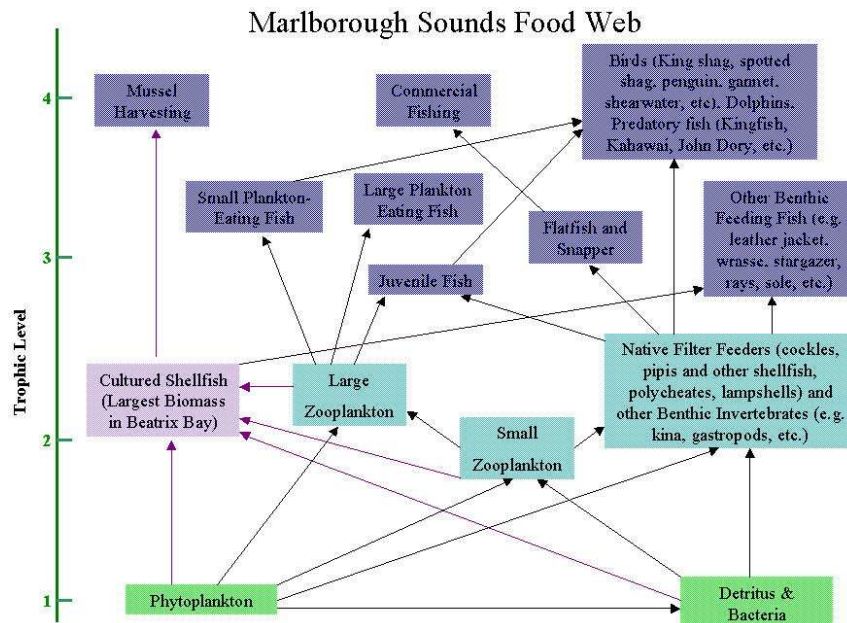 Marlborough Sounds Food Web
Trophic Level
4
3
2
1
Mussel
Harvesting
Commercial
Fishing
Birds (King shag, spotted
shag, penguin, gannet,
shearwater, etc). Dolphins.
Predatory fish (Kingfish,
Kahawai, John Dory, etc.)
Small Plankton-
Eating Fish
Large Plankton
Eating Fish
Flatfish and
Snapper
Other Benthic
Feeding Fish (e.g.
leather jacket,
wrasse, stargazer,
rays, sole, etc.)
Juvenile Fish
Cultured Shellfish
(Largest Biomass
in Beatrix Bay)
Large
Zooplankton
Small
Zooplankton
Native Filter Feeders (cockles,
pipis and other shellfish,
polycheates, lampshells) and
other Benthic Invertebrates (e.g.
kina, gastropods, etc.)
Phytoplankton
Detritus &
Bacteria